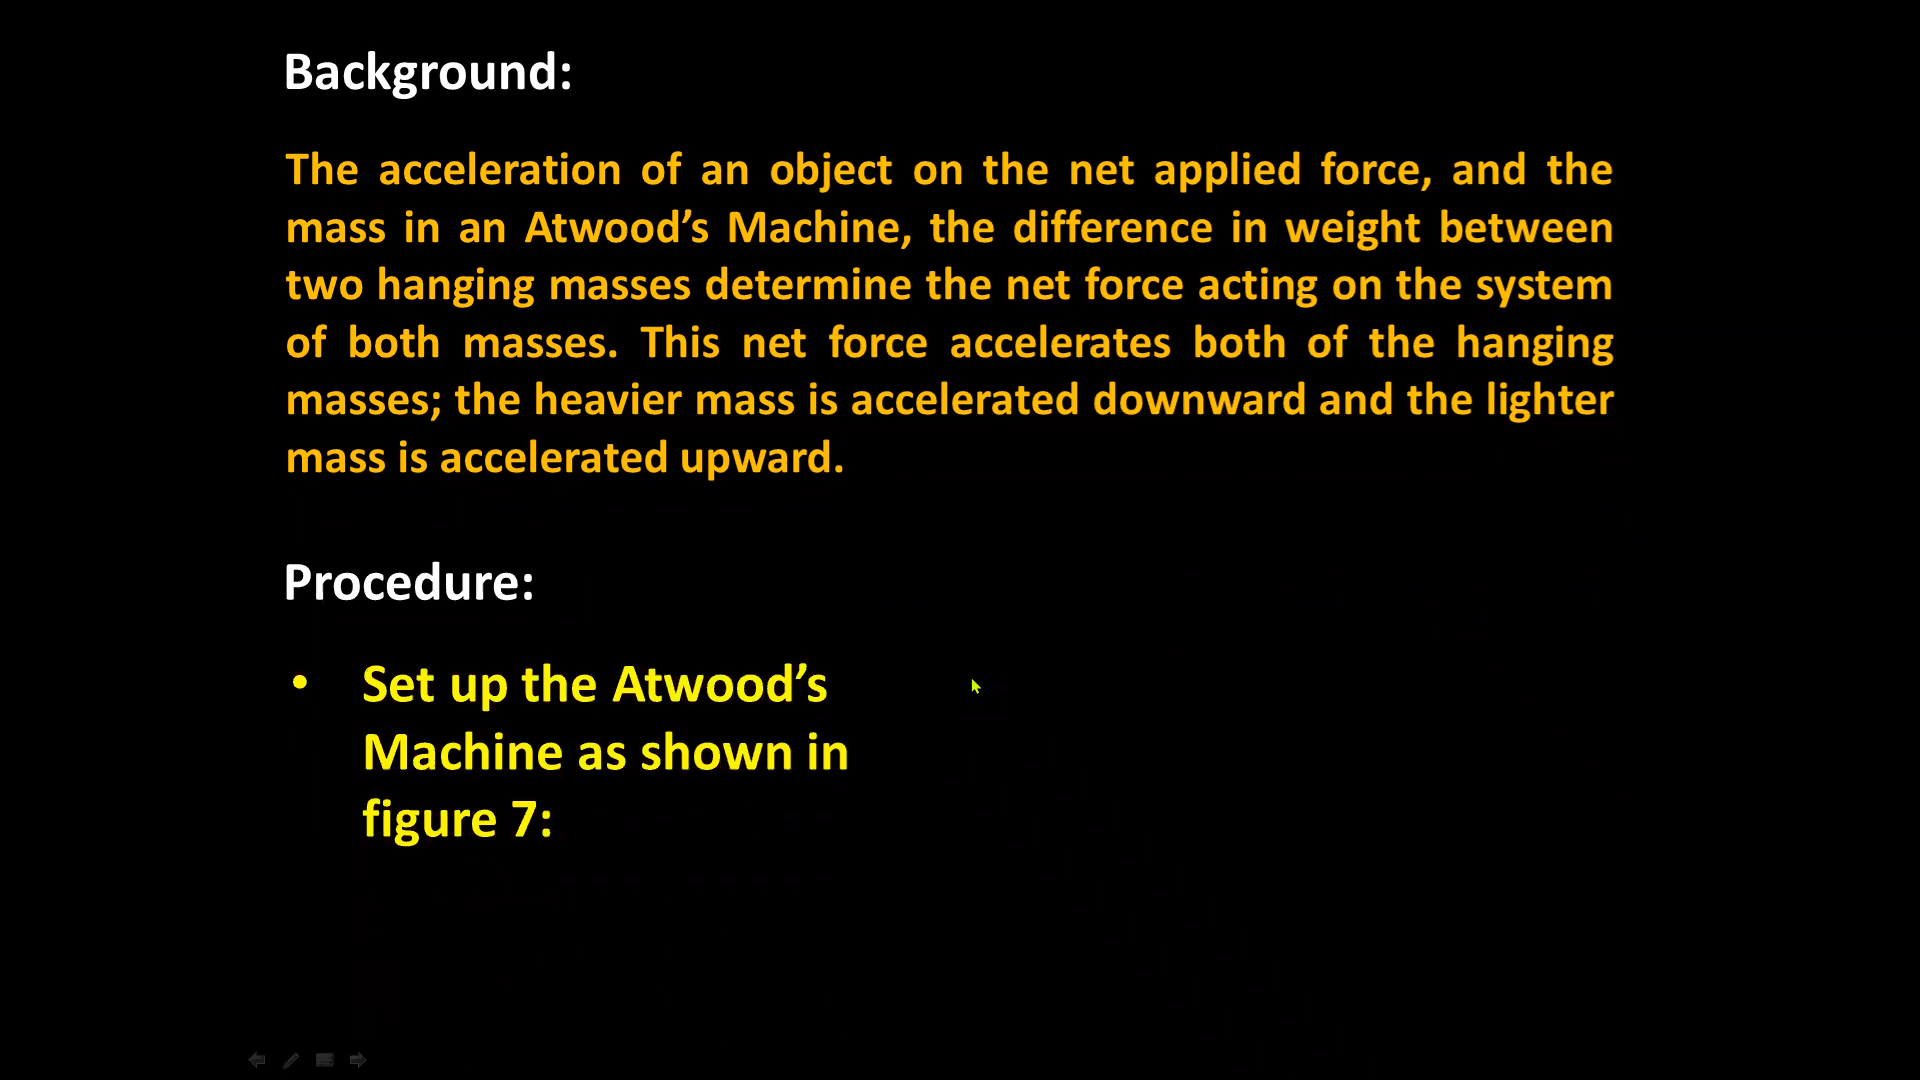 Background:
The acceleration of an object on the net applied force, and the
mass in an Atwood’s Machine, the difference in weight between
two hanging masses determine the net force acting on the system
of both masses. This net force accelerates both of the hanging
masses; the heavier mass is accelerated downward and the lighter
mass is accelerated upward.
Procedure:
• Set up the Atwood’s
Machine as shown in
figure 7: